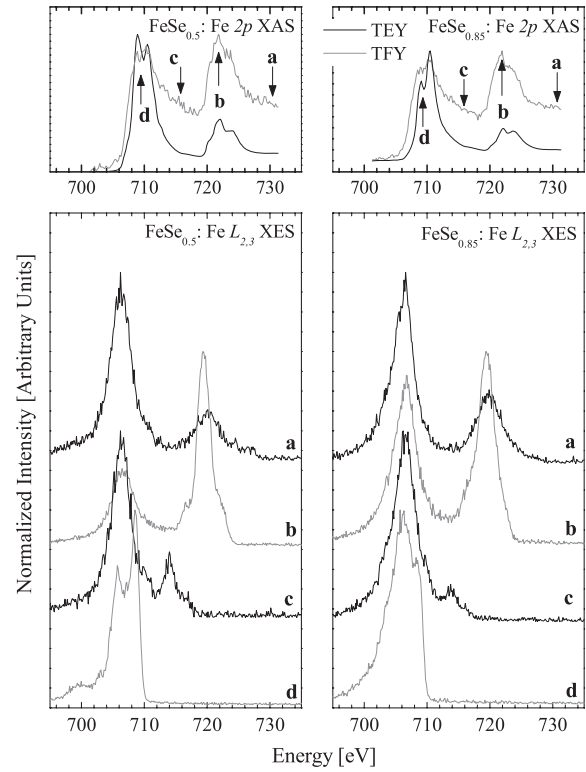 FeSe0.5: Fe 2p XAS
TEY
TFY
FeSe0.85: Fe 2p XAS
c
a
d
b
c
a
d
b
700 710 720 730
700 710 720 730
FeSe0.5: Fe L2,3 XES
FeSe0.85: Fe L2,3 XES
a
b
c
d
a
b
c
d
Normalized Intensity [Arbitrary Units]
700 710 720 730
700 710 720 730
Energy [eV]